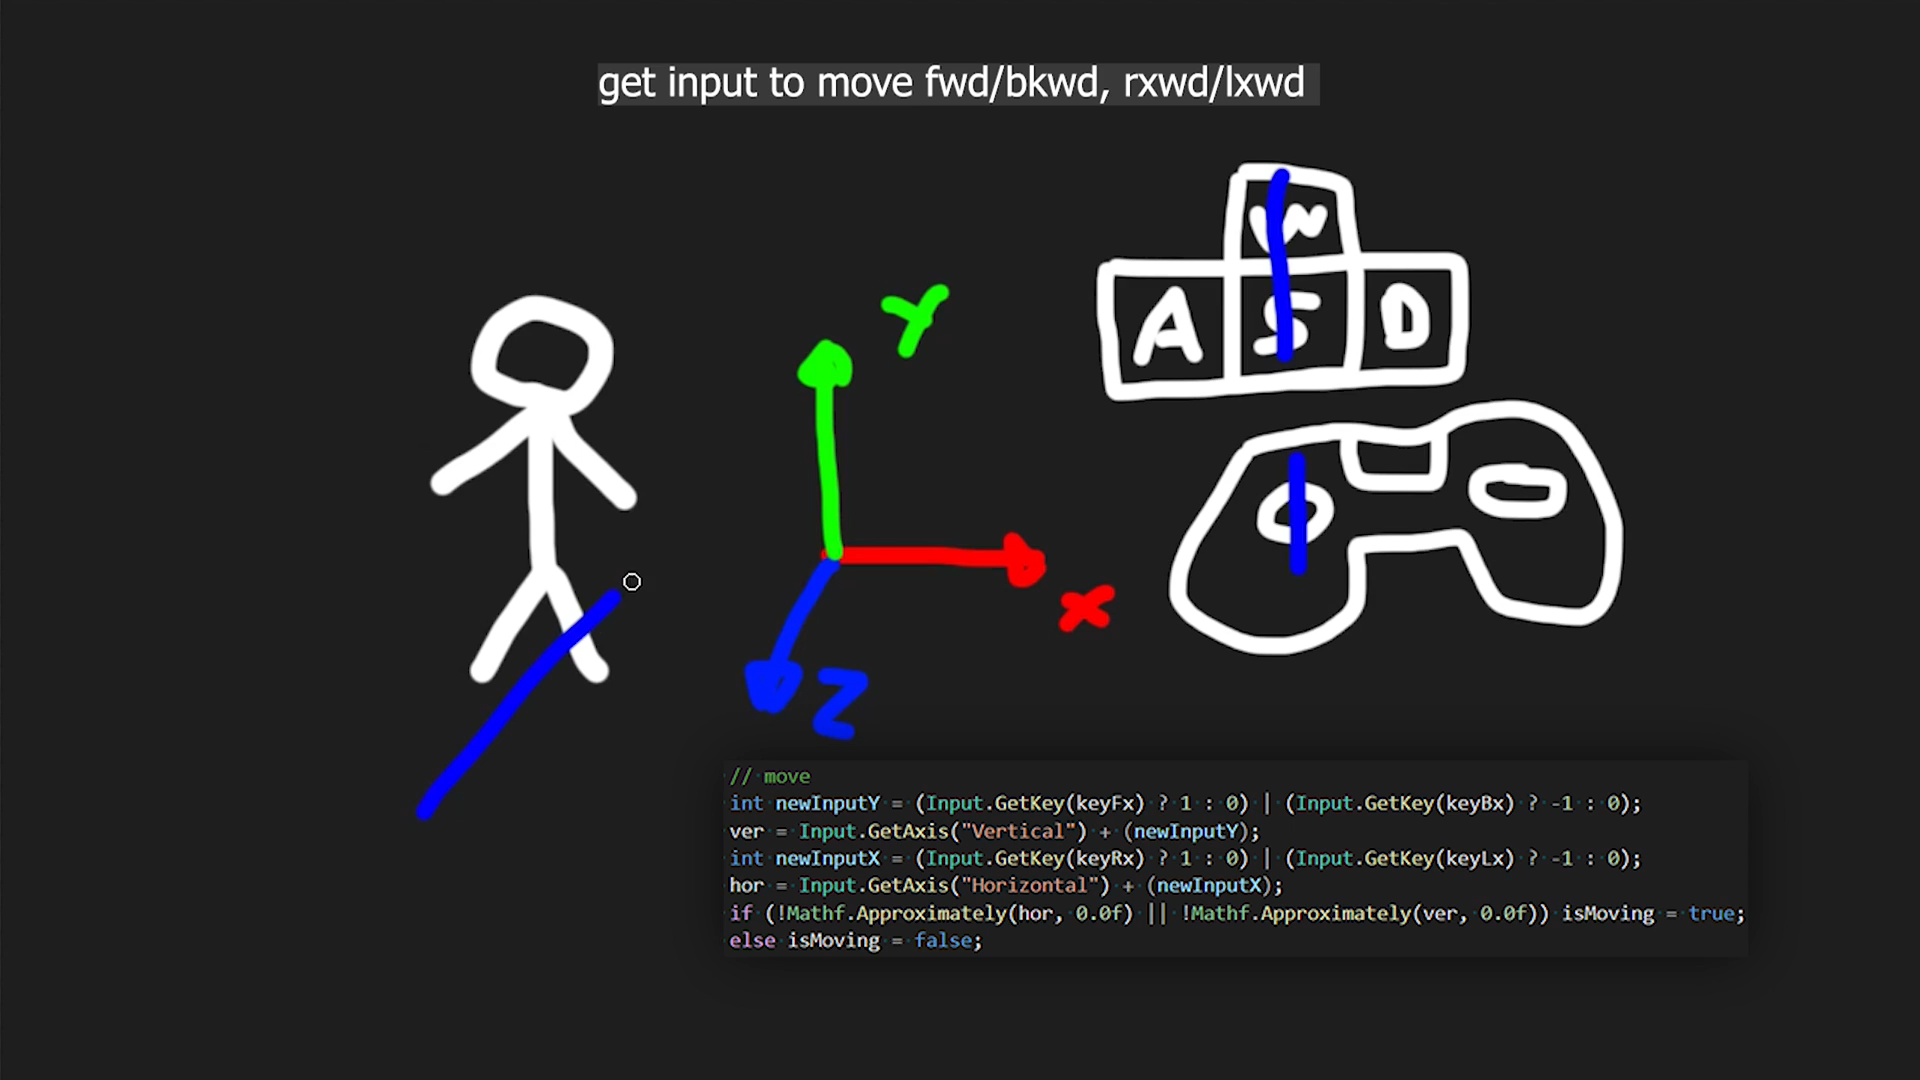 get input to move fwd/bkwd, rxwd/lxwd
W
A S D
Y
X
Z
// move
int newInputY = (Input.GetKey(keyFx) ? 1 : 0) | (Input.GetKey(keyBx) ? -1 : 0);
ver = Input.GetAxis("Vertical") + (newInputY);
int newInputX = (Input.GetKey(keyRx) ? 1 : 0) | (Input.GetKey(keyLx) ? -1 : 0);
hor = Input.GetAxis("Horizontal") + (newInputX);
if (!Mathf.Approximately(hor, 0.0f) || !Mathf.Approximately(ver, 0.0f)) isMoving = true;
else isMoving = false;